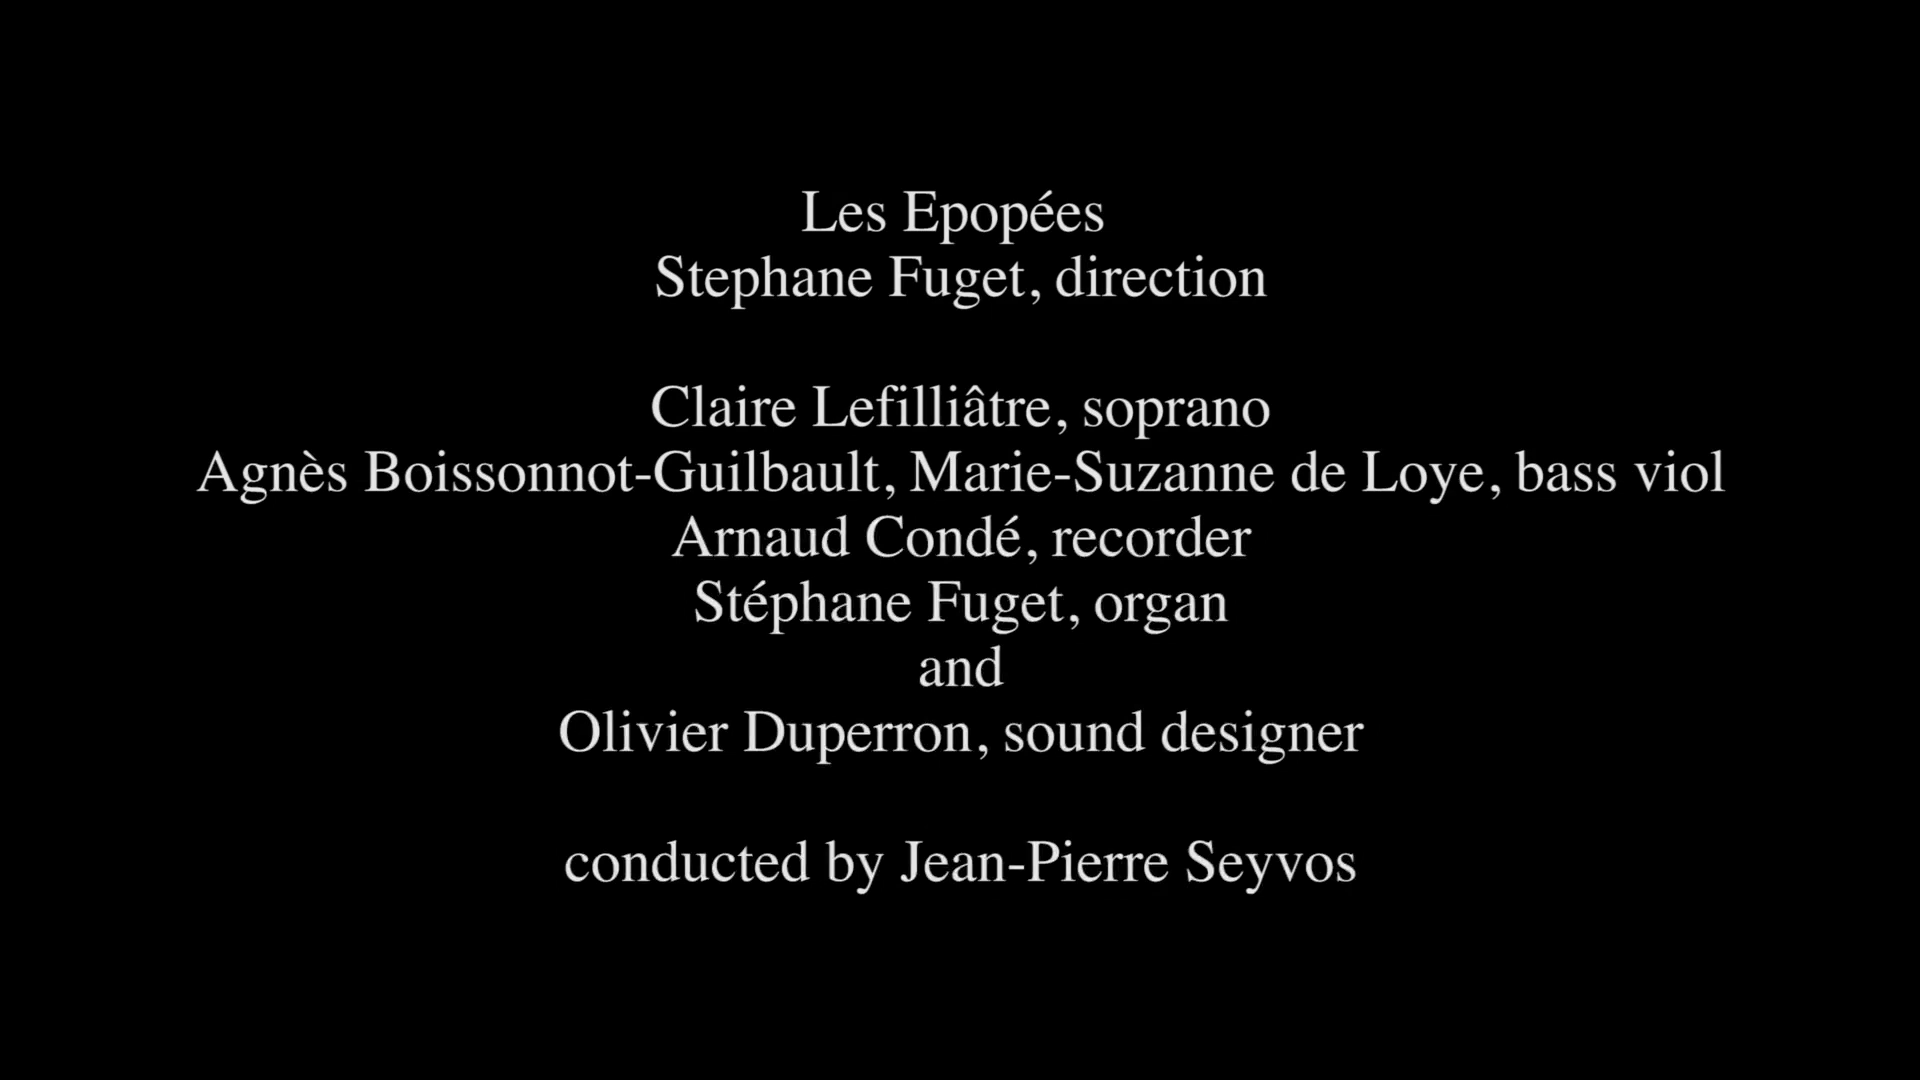 Les Epopées
Stephane Fuget, direction
Claire Lefilliâtre, soprano
Agnès Boissonnot-Guilbault, Marie-Suzanne de Loye, bass viol
Arnaud Condé, recorder
Stéphane Fuget, organ
and
Olivier Duperron, sound designer
conducted by Jean-Pierre Seyvos